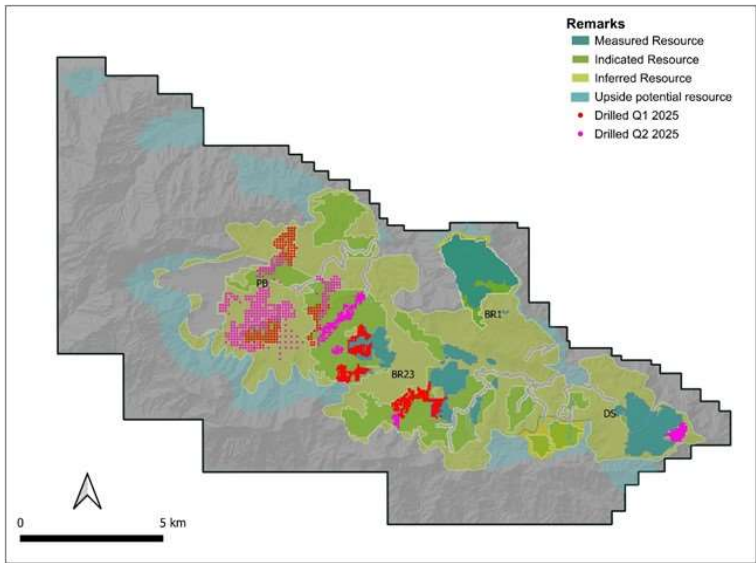 Remarks
Measured Resource
Indicated Resource
Inferred Resource
Upside potential resource
Drilled Q1 2025
Drilled Q2 2025
PB
BR1
BR23
DS
0 5 km